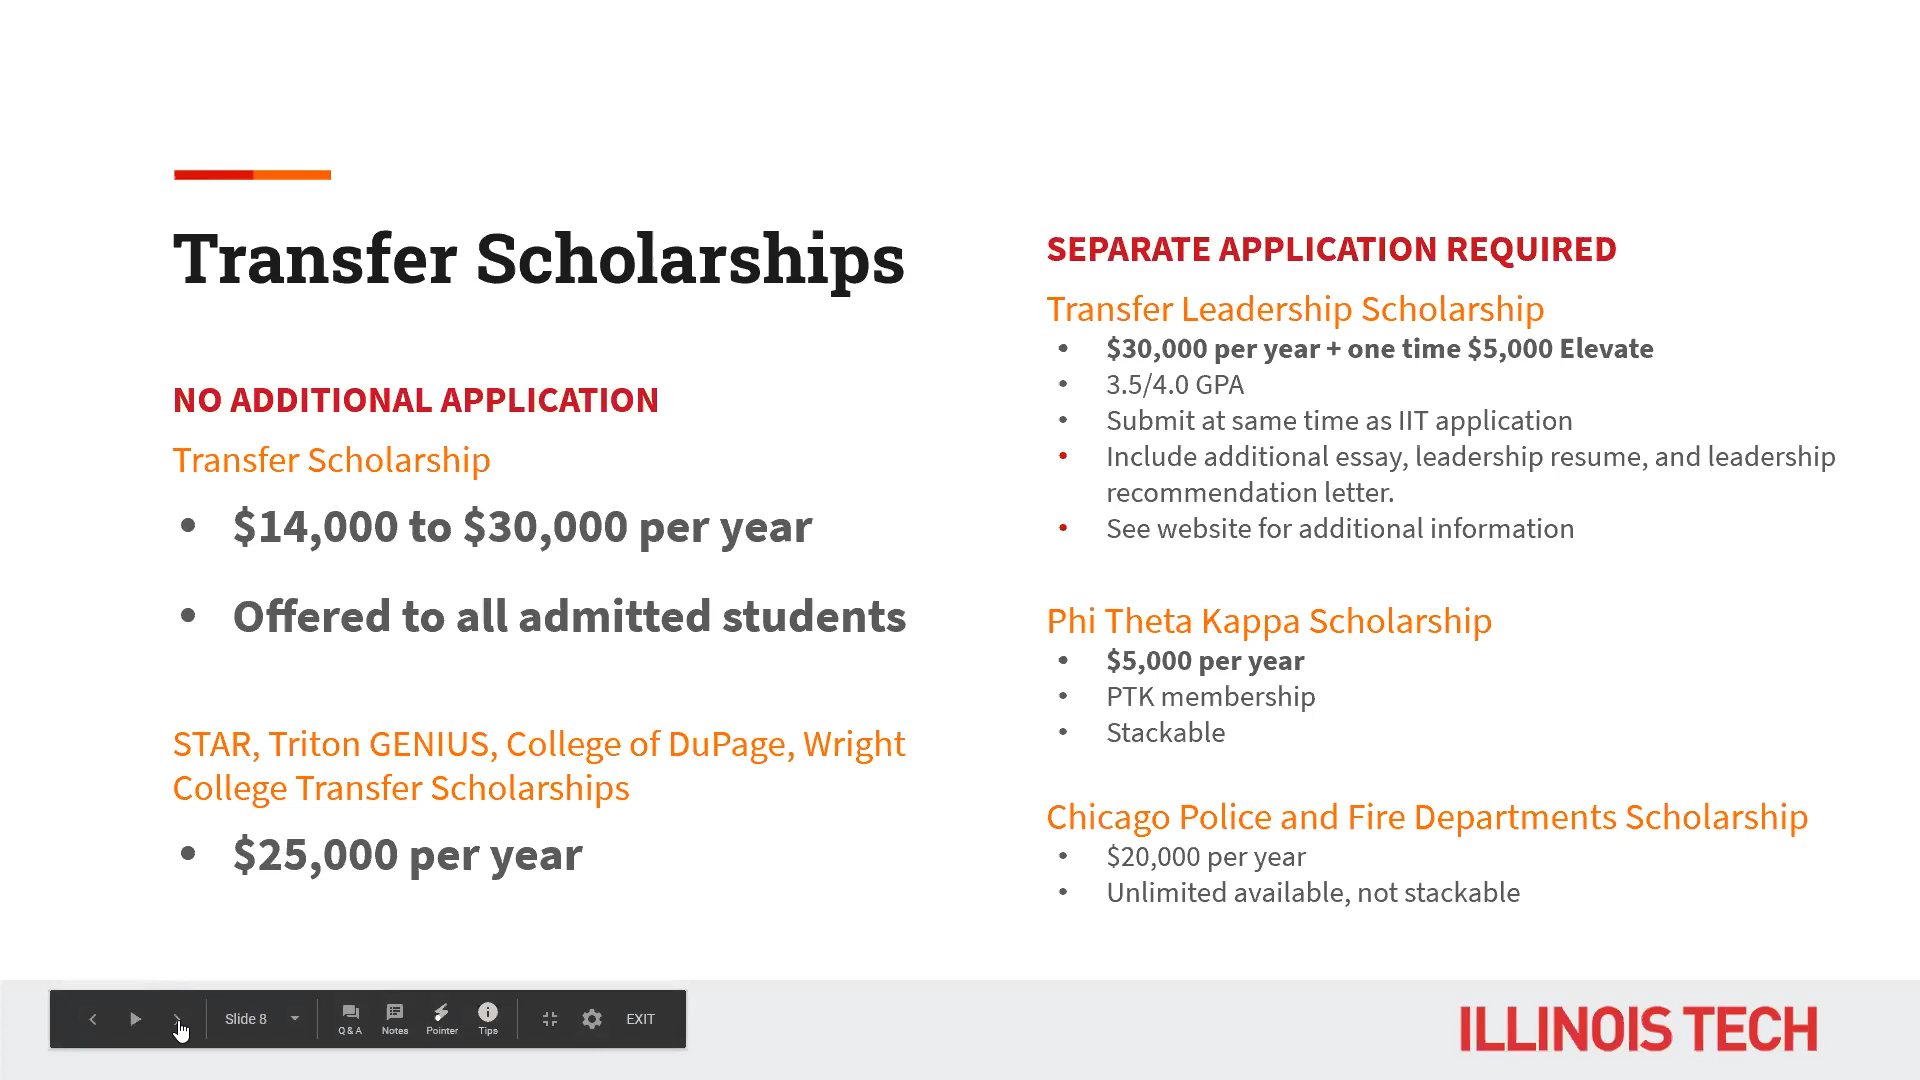 Transfer Scholarships
NO ADDITIONAL APPLICATION
Transfer Scholarship
• $14,000 to $30,000 per year
• Offered to all admitted students
STAR, Triton GENIUS, College of DuPage, Wright
College Transfer Scholarships
• $25,000 per year
SEPARATE APPLICATION REQUIRED
Transfer Leadership Scholarship
• $30,000 per year + one time $5,000 Elevate
• 3.5/4.0 GPA
• Submit at same time as IIT application
• Include additional essay, leadership resume, and leadership
recommendation letter.
• See website for additional information
Phi Theta Kappa Scholarship
• $5,000 per year
• PTK membership
• Stackable
Chicago Police and Fire Departments Scholarship
• $20,000 per year
• Unlimited available, not stackable
Slide 8
Q & A
Notes
Pointer
Tips
EXIT
ILLINOIS TECH